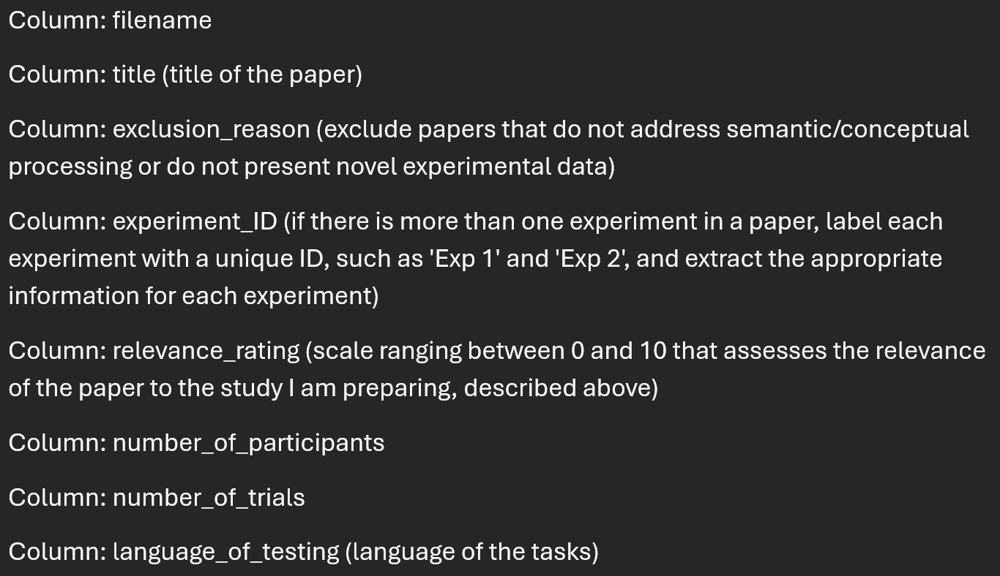 Column: filename
Column: title (title of the paper)
Column: exclusion_reason (exclude papers that do not address semantic/conceptual
processing or do not present novel experimental data)
Column: experiment_ID (if there is more than one experiment in a paper, label each
experiment with a unique ID, such as 'Exp 1' and 'Exp 2', and extract the appropriate
information for each experiment)
Column: relevance_rating (scale ranging between 0 and 10 that assesses the relevance
of the paper to the study I am preparing, described above)
Column: number_of_participants
Column: number_of_trials
Column: language_of_testing (language of the tasks)